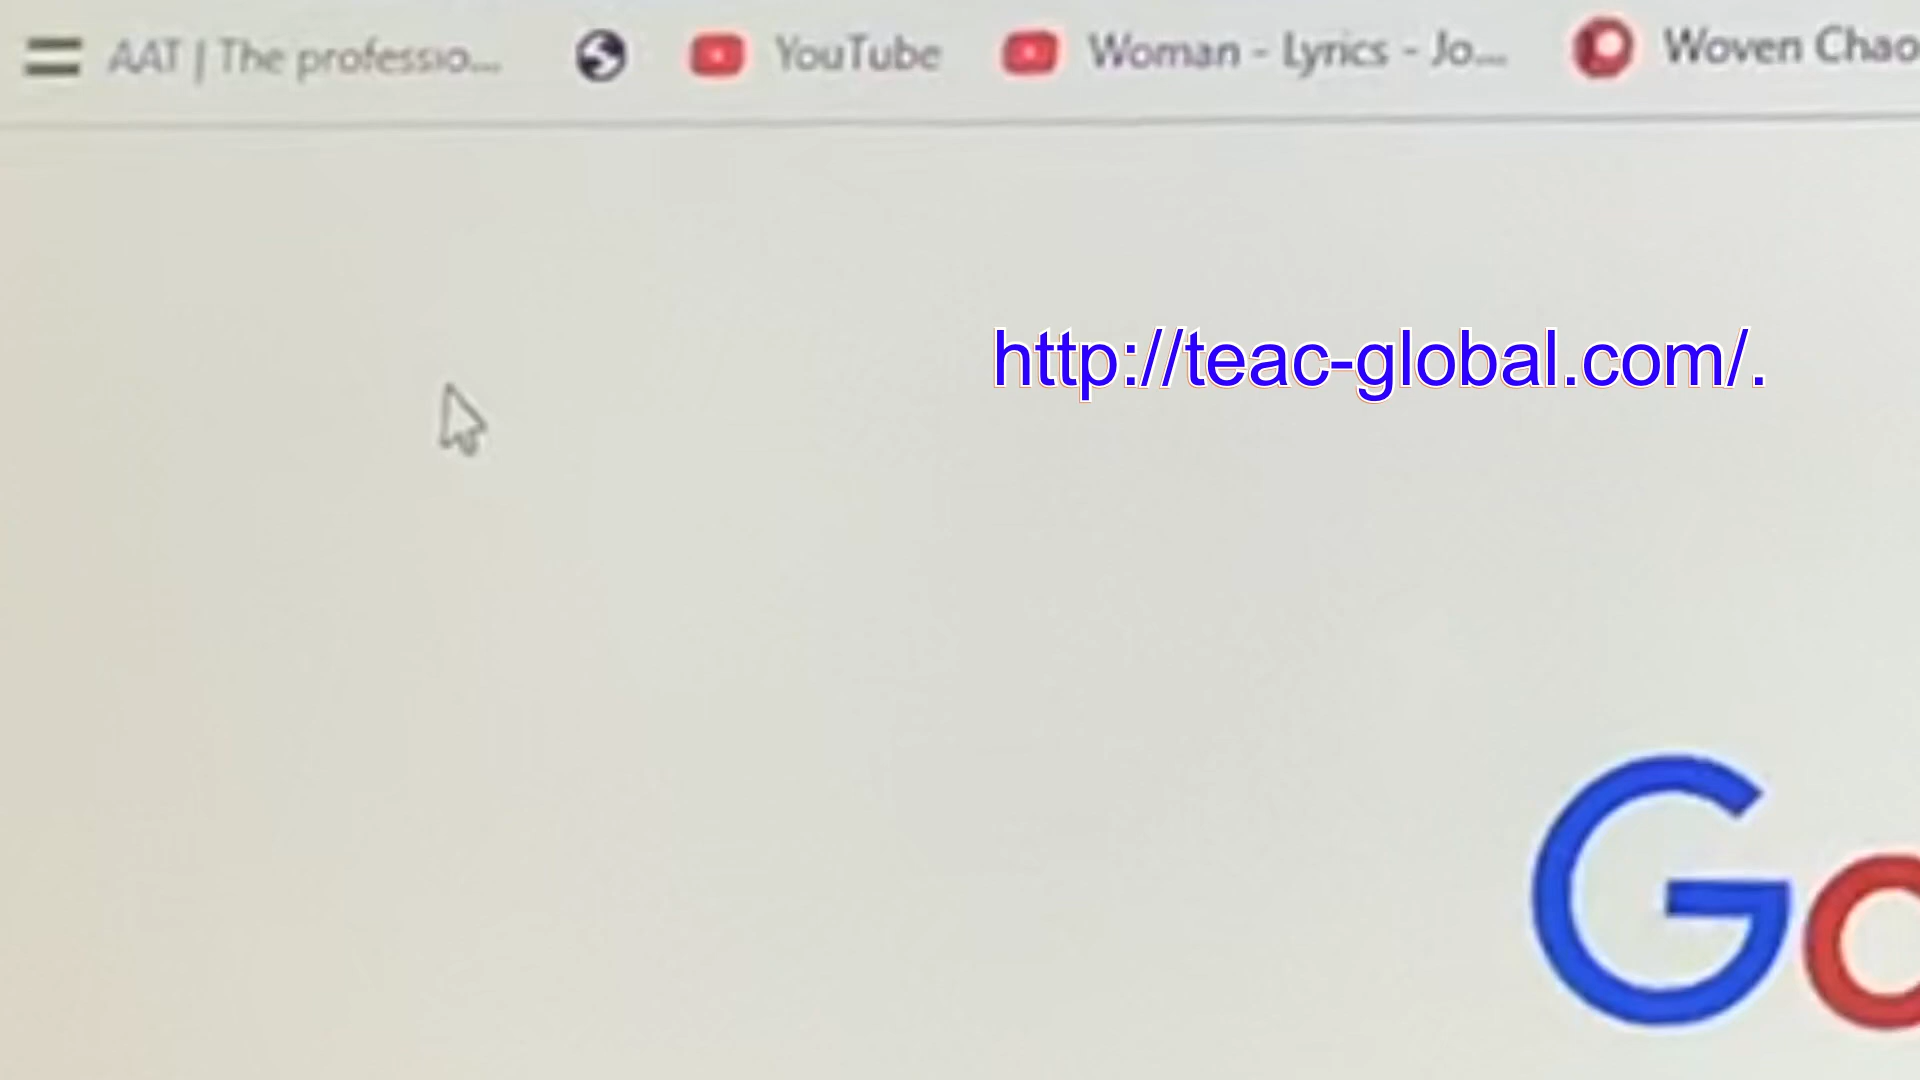 AAT | The professio... YouTube Woman - Lyrics - Jo... Woven Chao
http://teac-global.com/.
Go